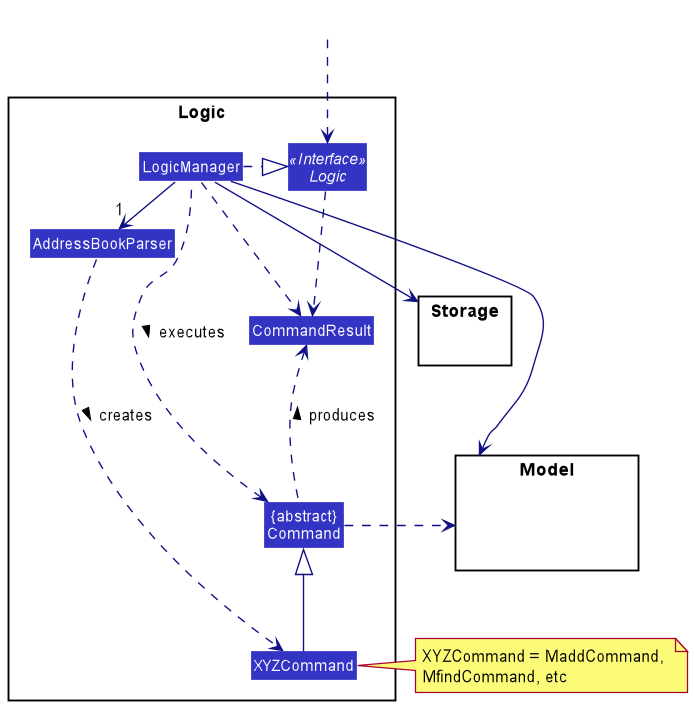 Logic
LogicManager
«Interface»
Logic
1
AddressBookParser
Storage
CommandResult
executes
creates
produces
Model
{abstract}
Command
XYZCommand
XYZCommand = MaddCommand,
MfindCommand, etc